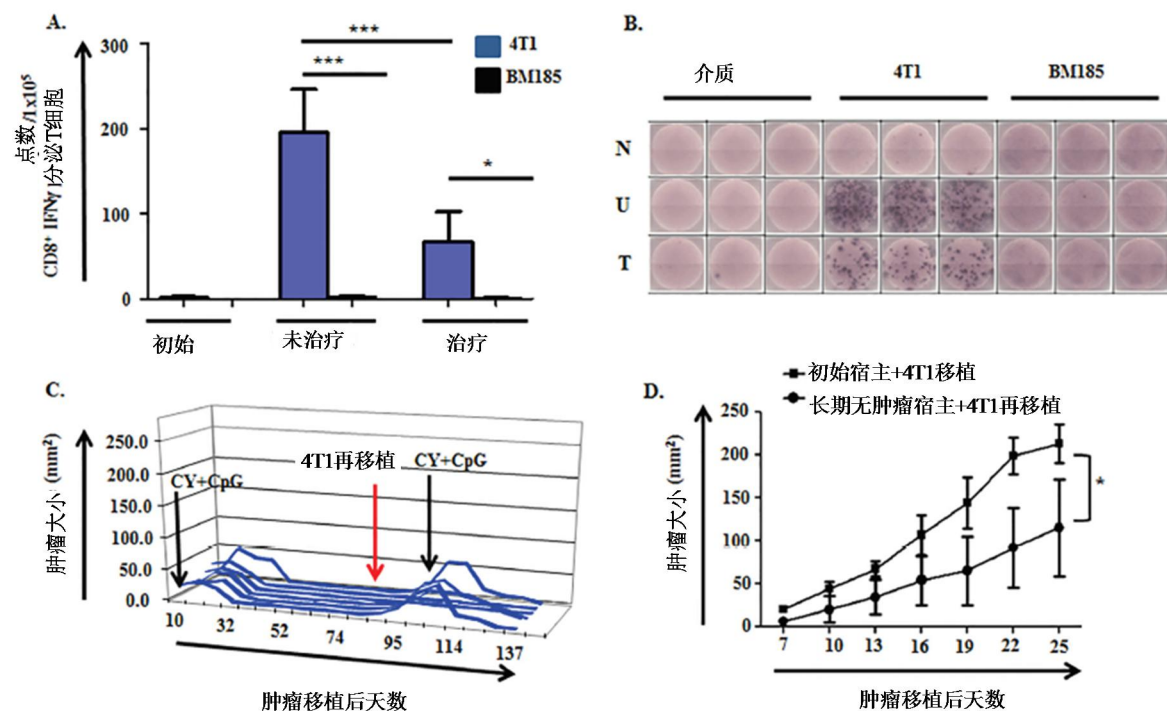 A.
300
200
100
0
点数/1x10⁵
CD8⁺ IFNγ分泌T细胞
***
***
*
4T1
BM185
初始
未治疗
治疗
B.
介质
4T1
BM185
N
U
T
C.
250.0
200.0
150.0
100.0
50.0
0.0
肿瘤大小 (mm²)
CY+CpG
4T1再移植
CY+CpG
10
32
52
74
95
114
137
肿瘤移植后天数
D.
初始宿主+4T1移植
长期无肿瘤宿主+4T1再移植
250
200
150
100
50
0
肿瘤大小 (mm²)
*
7
10
13
16
19
22
25
肿瘤移植后天数